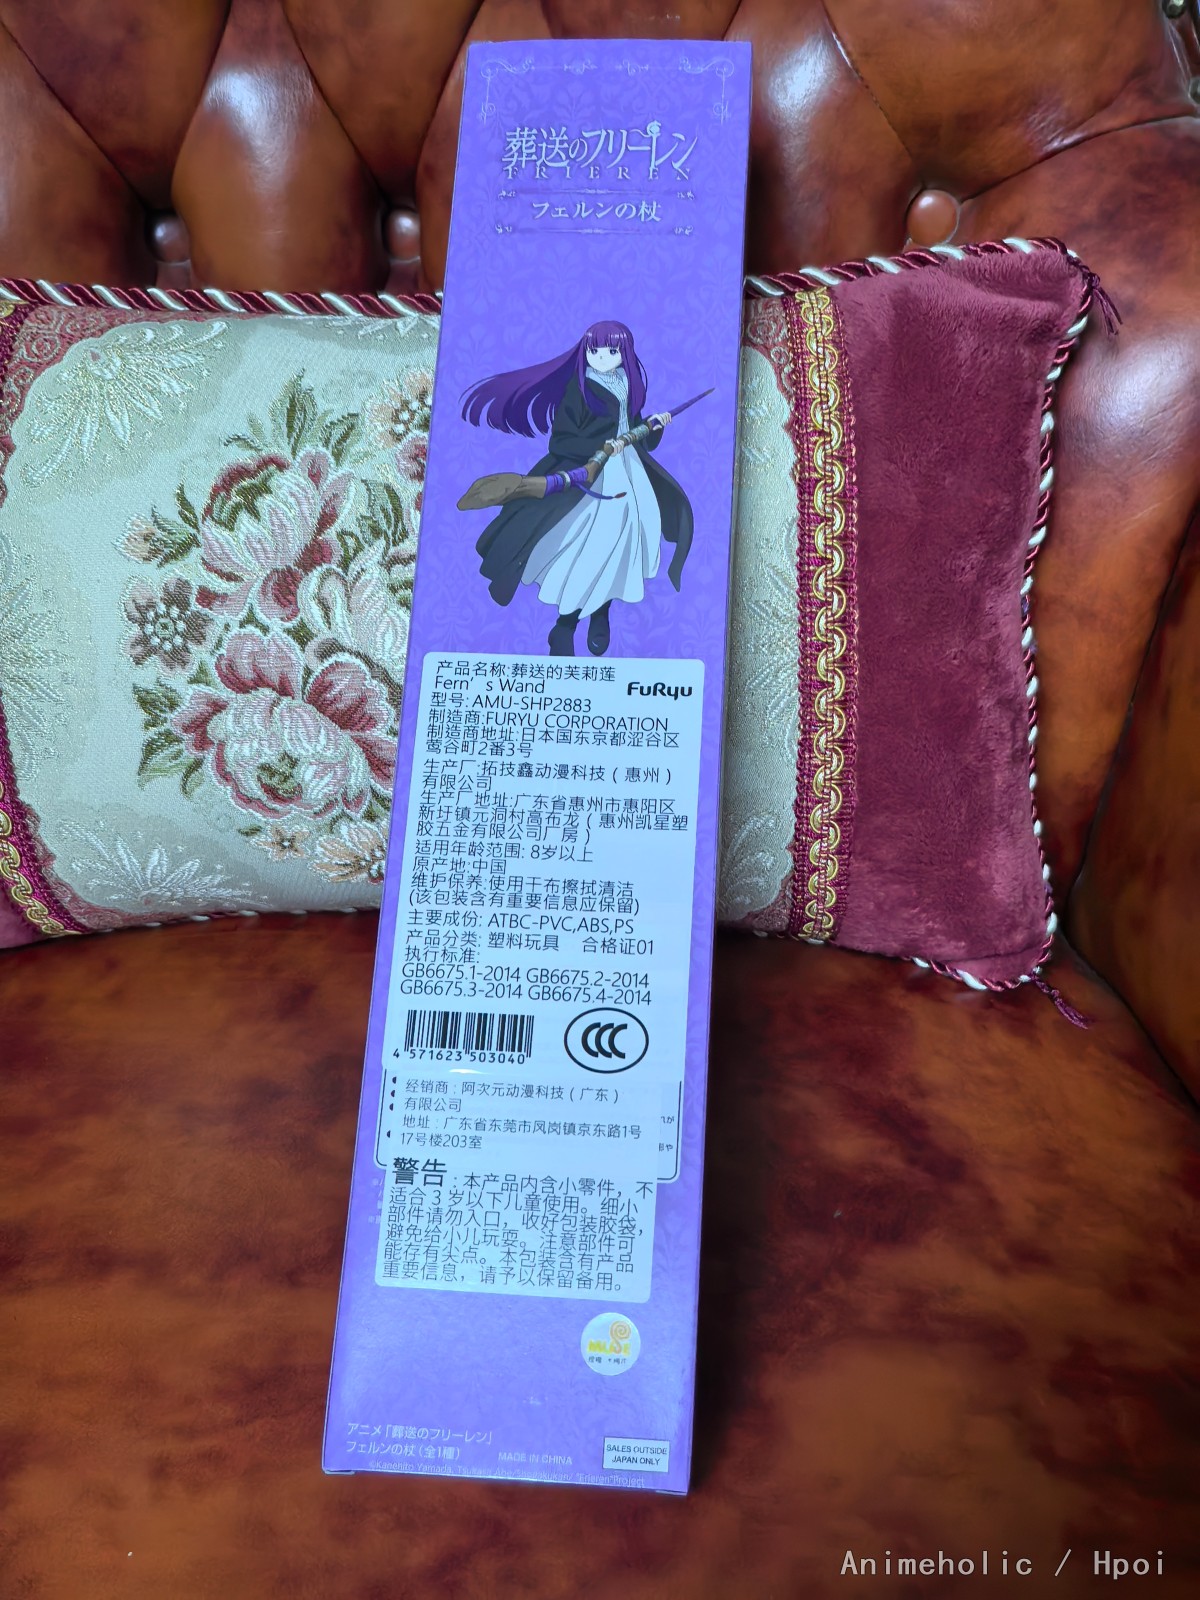 葬送のフリーレン
FRIEREN
フェルンの杖
产品名称:葬送的芙莉莲
Fern's Wand
FuRyu
型号: AMU-SHP2883
制造商:FURYU CORPORATION
制造商地址:日本国东京都涩谷区
莺谷町2番3号
生产厂:拓技鑫动漫科技（惠州）
有限公司
生产厂地址:广东省惠州市惠阳区
新圩镇元洞村高布龙（惠州凯星塑
胶五金有限公司厂房）
适用年龄范围: 8岁以上
原产地:中国
维护保养:使用干布擦拭清洁
(该包装含有重要信息应保留)
主要成份: ATBC-PVC,ABS,PS
产品分类: 塑料玩具 合格证01
执行标准:
GB6675.1-2014 GB6675.2-2014
GB6675.3-2014 GB6675.4-2014
4 571623 503040
CCC
经销商：阿次元动漫科技（广东）
有限公司
地址：广东省东莞市凤岗镇京东路1号
17号楼203室
警告：本产品内含小零件，不
适合 3 岁以下儿童使用。细小
部件请勿入口，收好包装胶袋，
避免给小儿玩耍。注意部件可
能存有尖点。本包装含有产品
重要信息，请予以保留备用。
アニメ「葬送のフリーレン」
フェルンの杖（全1種）
MADE IN CHINA
SALES OUTSIDE
JAPAN ONLY
©Kanehito Yamada, Tsukasa Abe/Shogakukan/ "Frieren"Project
Animeholic / Hpoi